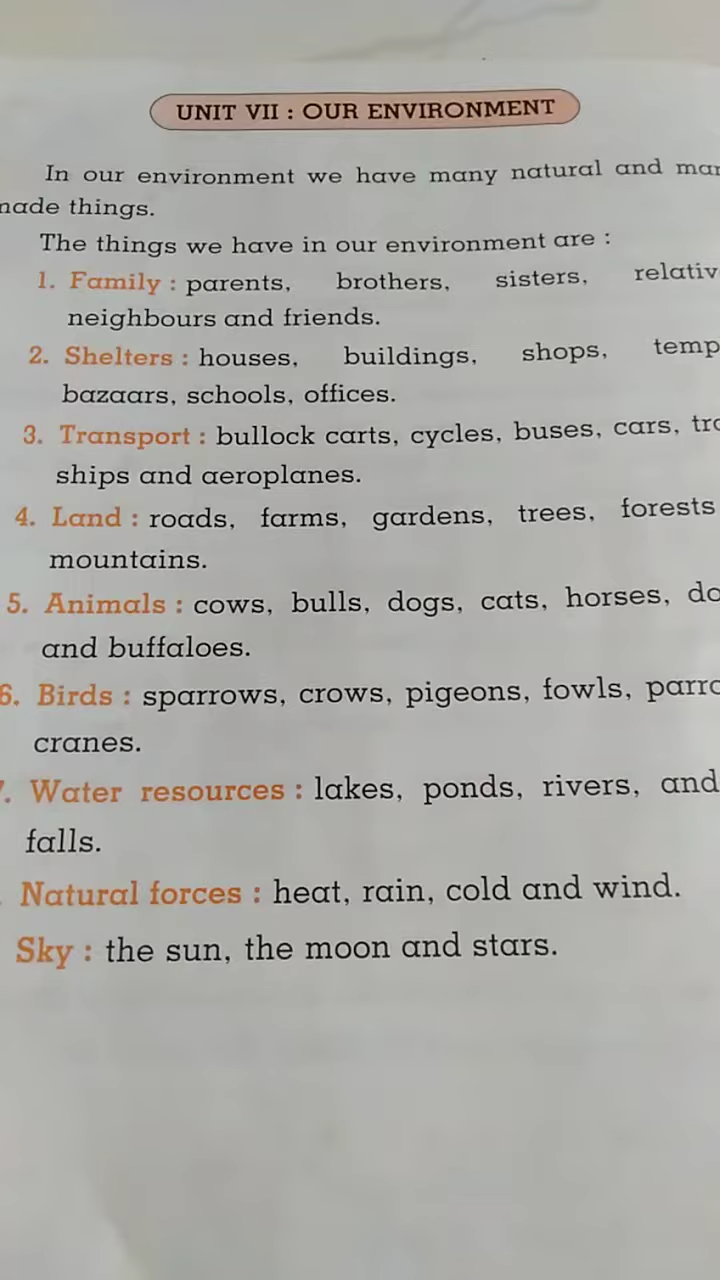 UNIT VII : OUR ENVIRONMENT
In our environment we have many natural and
things.
The things we have in our environment are :
1. Family : parents, brothers, sisters,
neighbours and friends.
2. Shelters : houses, buildings, shops,
bazaars, schools, offices.
3. Transport : bullock carts, cycles, buses, cars,
ships and aeroplanes.
4. Land : roads, farms, gardens, trees, forests
mountains.
5. Animals : cows, bulls, dogs, cats, horses,
and buffaloes.
6. Birds : sparrows, crows, pigeons, fowls,
cranes.
Water resources : lakes, ponds, rivers, and
falls.
Natural forces : heat, rain, cold and wind.
Sky : the sun, the moon and stars.